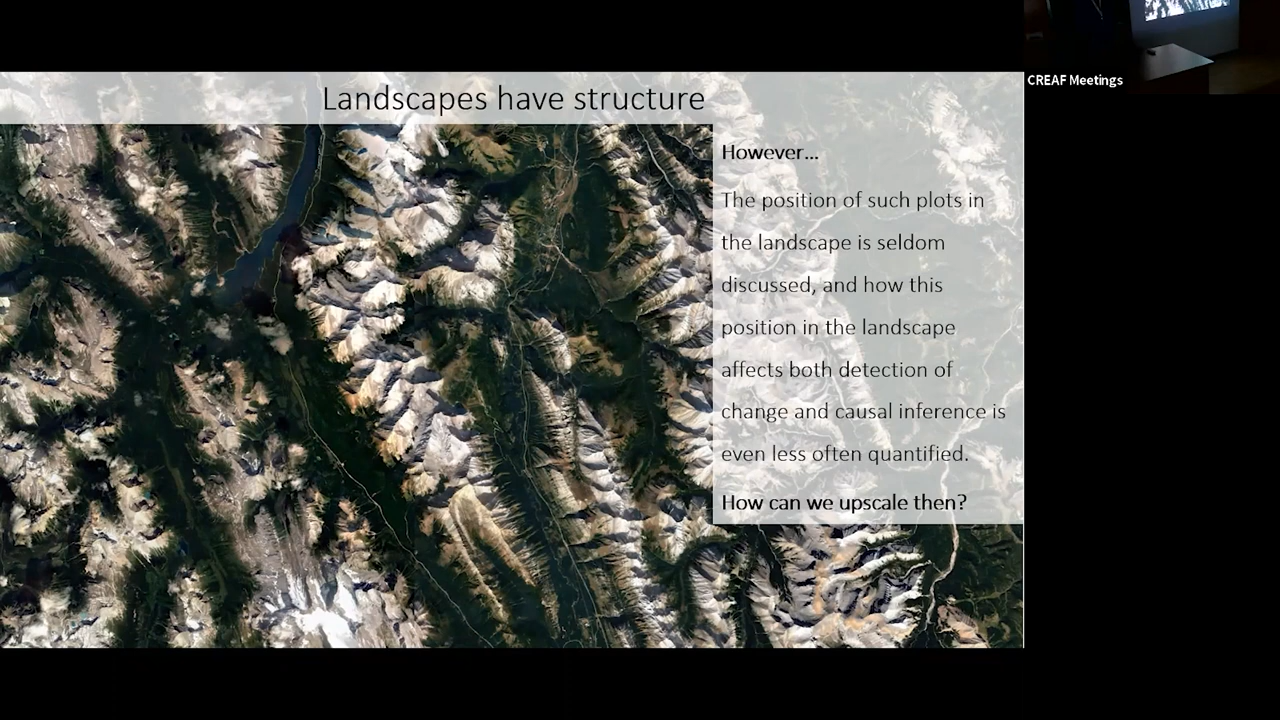 CREAF Meetings
Landscapes have structure
However...
The position of such plots in
the landscape is seldom
discussed, and how this
position in the landscape
affects both detection of
change and causal inference is
even less often quantified.
How can we upscale then?